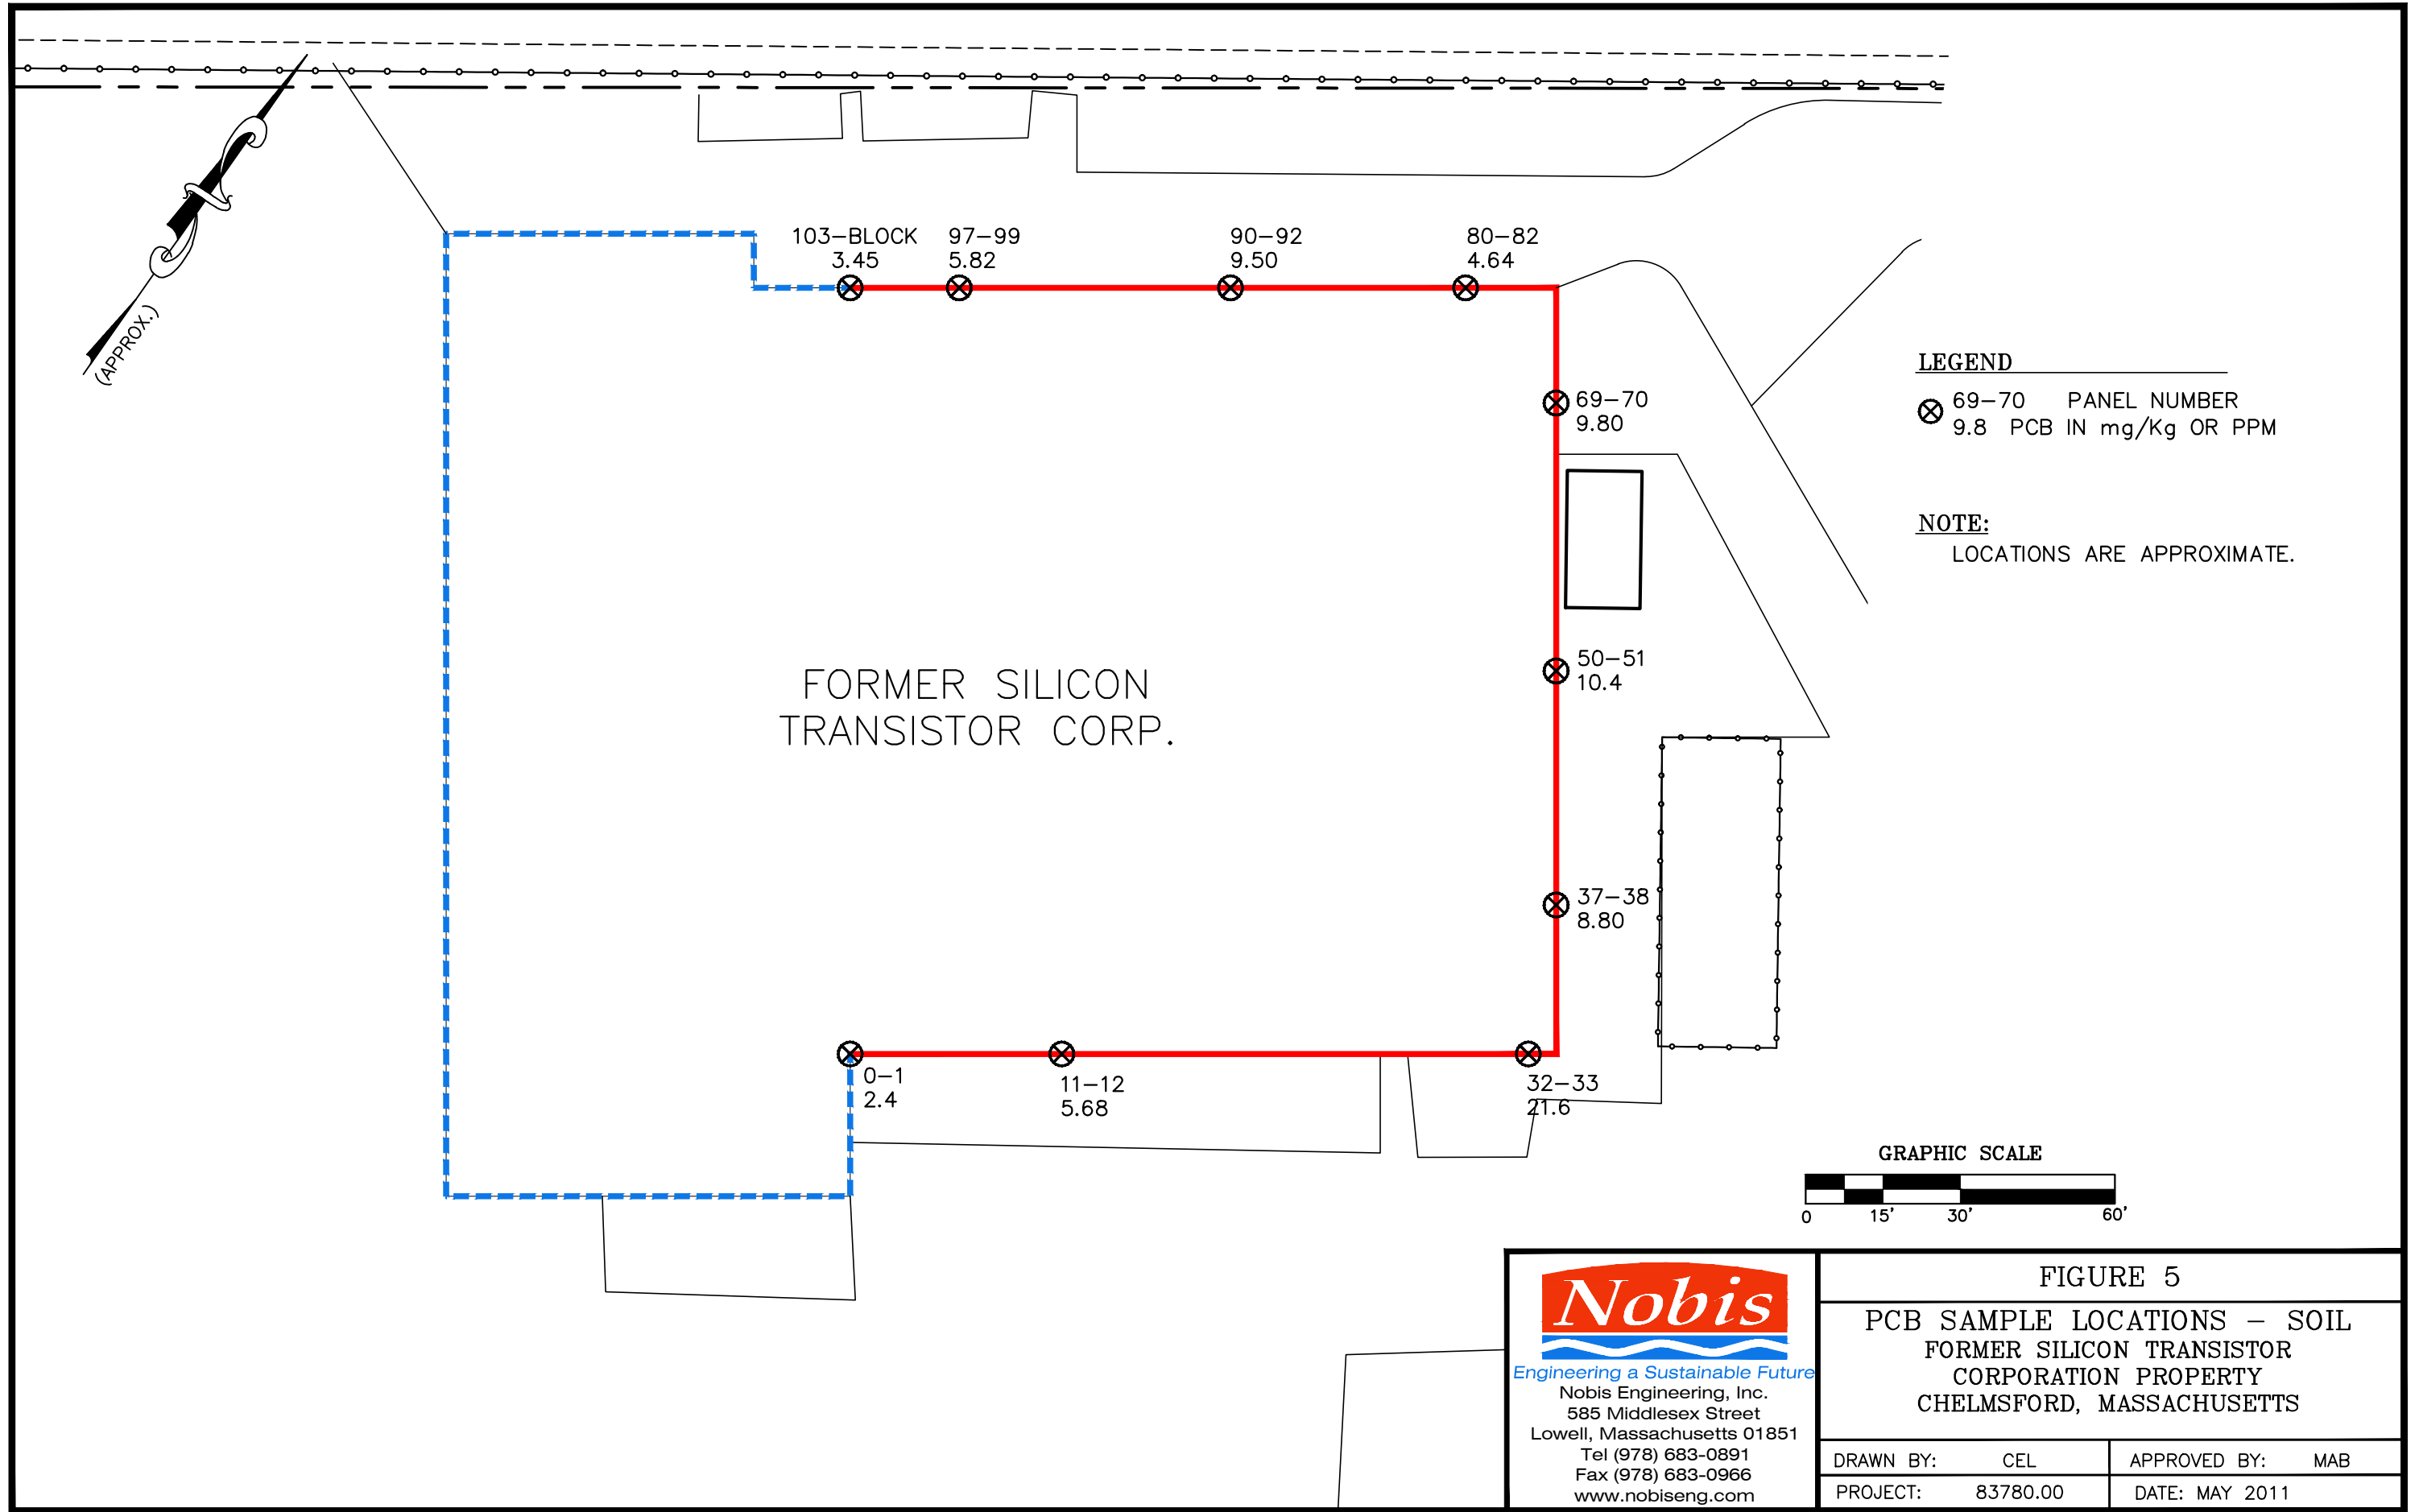 (APPROX.)
103-BLOCK
3.45
97-99
5.82
90-92
9.50
80-82
4.64
69-70
9.80
50-51
10.4
37-38
8.80
32-33
21.6
11-12
5.68
0-1
2.4
FORMER SILICON
TRANSISTOR CORP.
LEGEND
69-70 PANEL NUMBER
9.8 PCB IN mg/Kg OR PPM
NOTE:
LOCATIONS ARE APPROXIMATE.
GRAPHIC SCALE
0 15' 30' 60'
Nobis
Engineering a Sustainable Future
Nobis Engineering, Inc.
585 Middlesex Street
Lowell, Massachusetts 01851
Tel (978) 683-0891
Fax (978) 683-0966
www.nobiseng.com
FIGURE 5
PCB SAMPLE LOCATIONS – SOIL
FORMER SILICON TRANSISTOR
CORPORATION PROPERTY
CHELMSFORD, MASSACHUSETTS
DRAWN BY: CEL APPROVED BY: MAB
PROJECT: 83780.00 DATE: MAY 2011